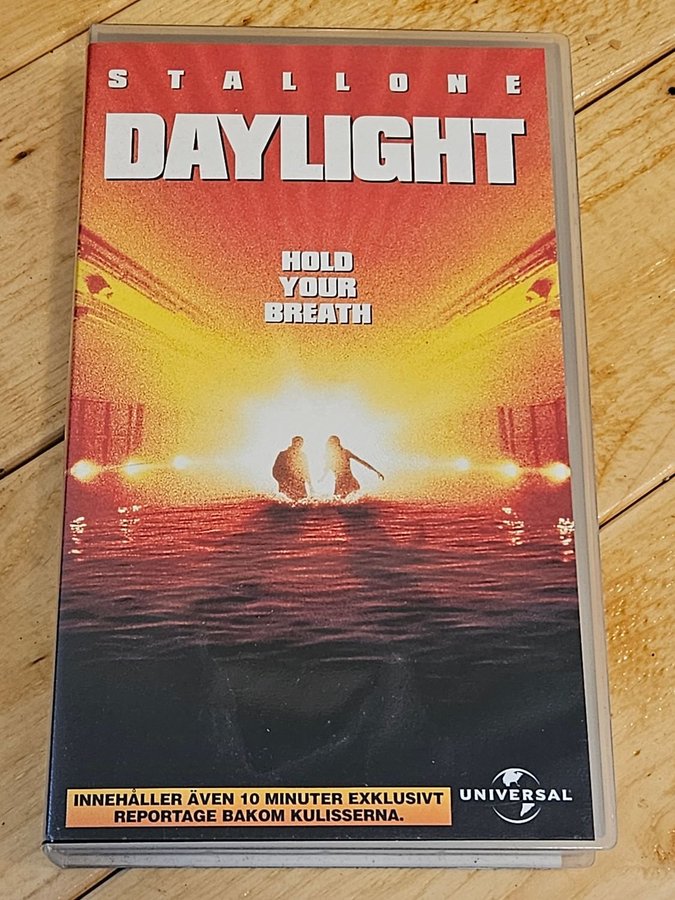 STALLONE
DAYLIGHT
HOLD
YOUR
BREATH
INNEHÅLLER ÄVEN 10 MINUTER EXKLUSIVT
REPORTAGE BAKOM KULISSERNA.
UNIVERSAL